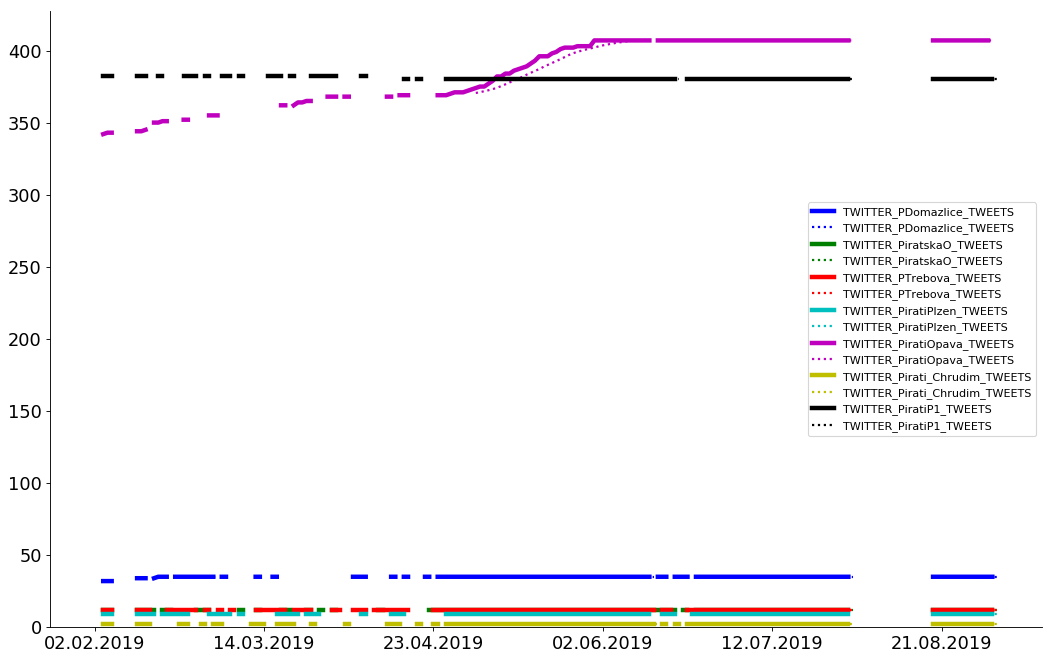 400
350
300
250
200
150
100
50
0
02.02.2019
14.03.2019
23.04.2019
02.06.2019
12.07.2019
21.08.2019
TWITTER_PDomazlice_TWEETS
TWITTER_PDomazlice_TWEETS
TWITTER_PiratskaO_TWEETS
TWITTER_PiratskaO_TWEETS
TWITTER_PTrebova_TWEETS
TWITTER_PTrebova_TWEETS
TWITTER_PiratiPlzen_TWEETS
TWITTER_PiratiPlzen_TWEETS
TWITTER_PiratiOpava_TWEETS
TWITTER_PiratiOpava_TWEETS
TWITTER_Pirati_Chrudim_TWEETS
TWITTER_Pirati_Chrudim_TWEETS
TWITTER_PiratiP1_TWEETS
TWITTER_PiratiP1_TWEETS